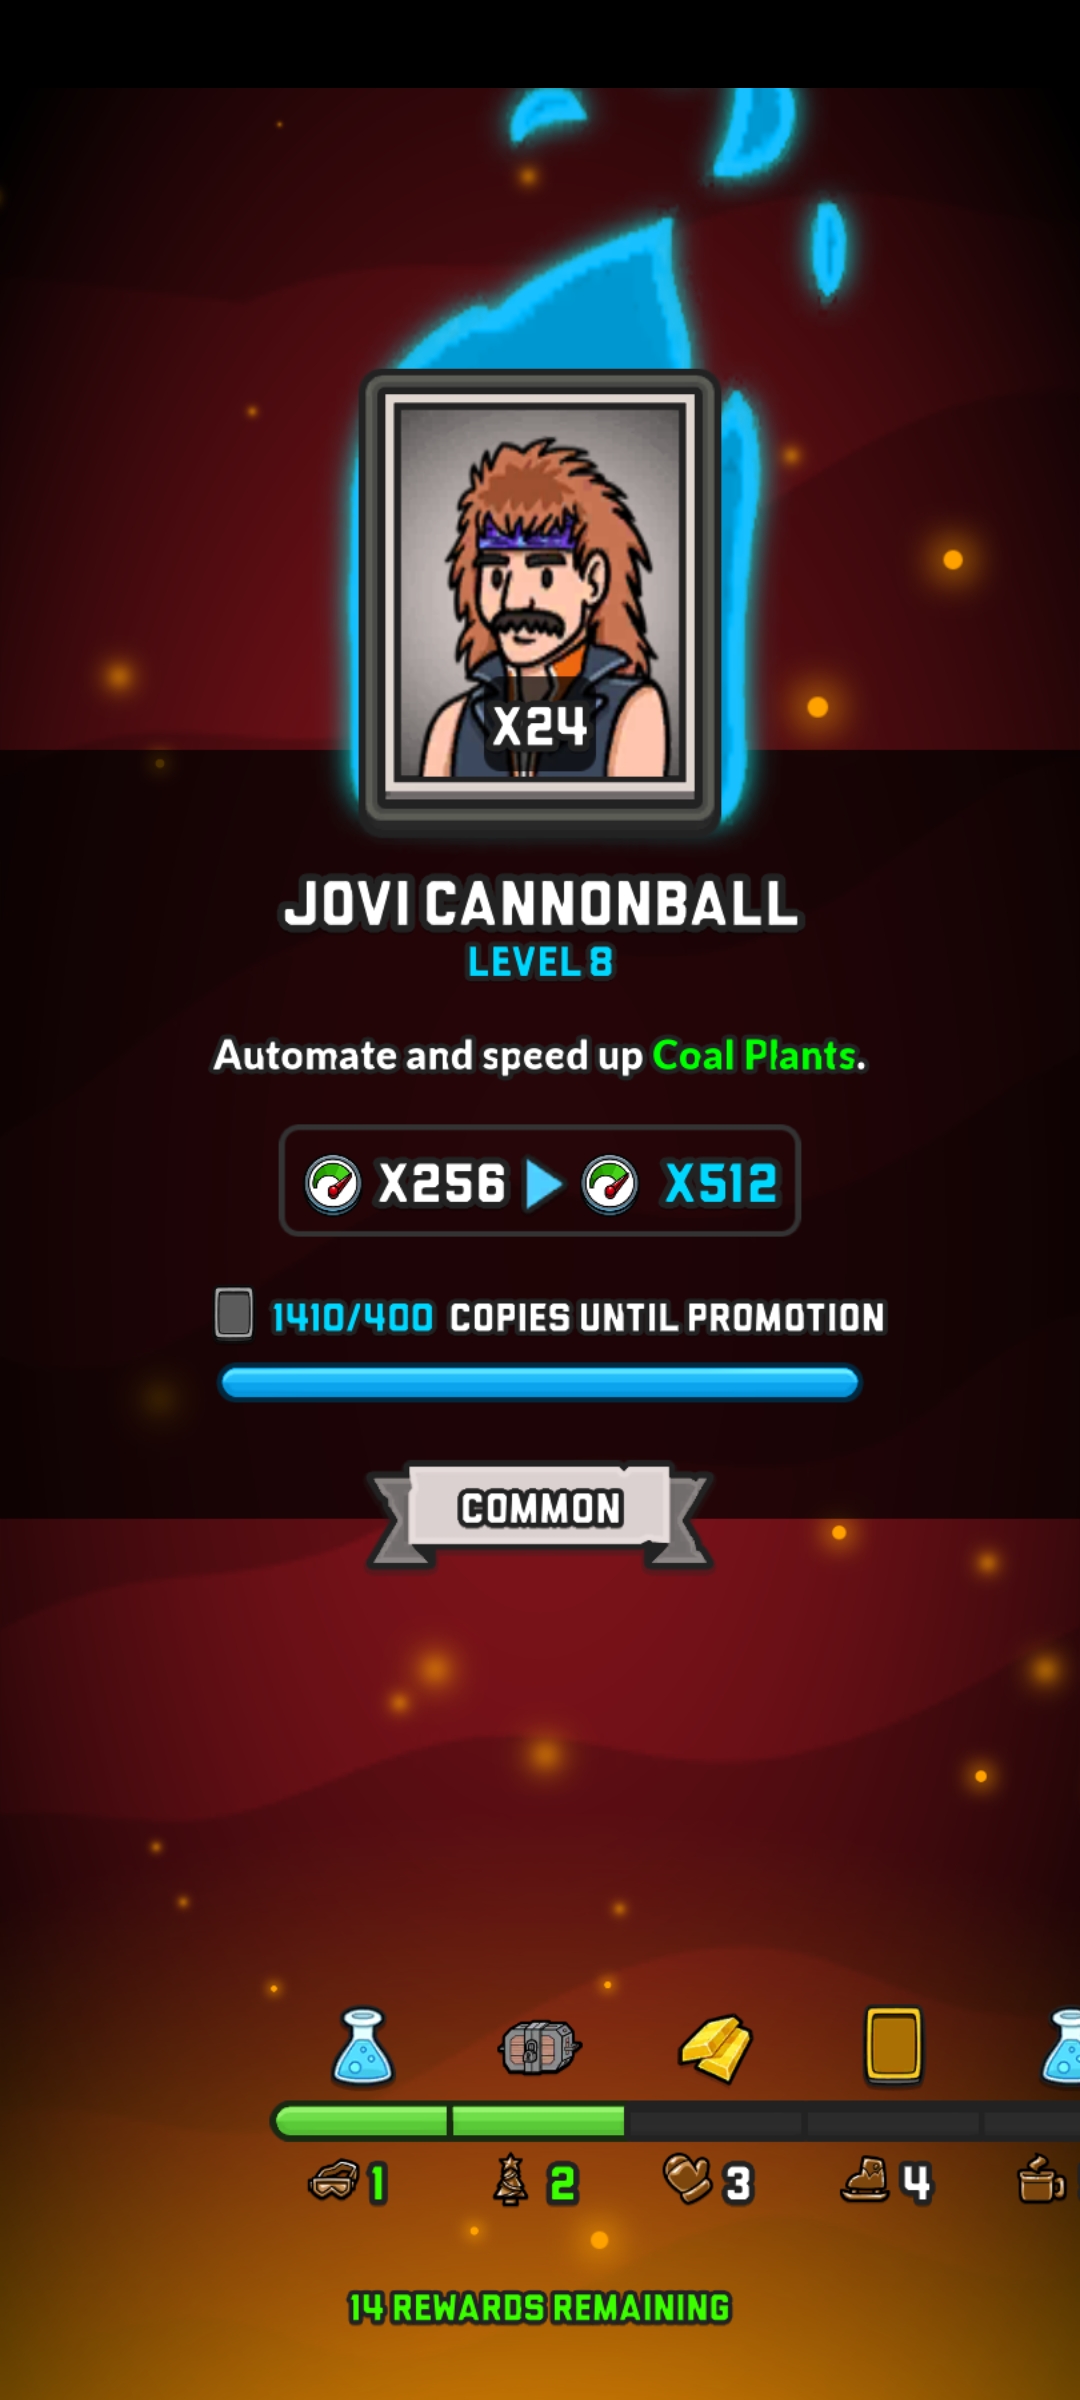 X24
JOVI CANNONBALL
LEVEL 8
Automate and speed up Coal Plants.
X256 X512
1410/400 COPIES UNTIL PROMOTION
COMMON
1 2 3 4
14 REWARDS REMAINING